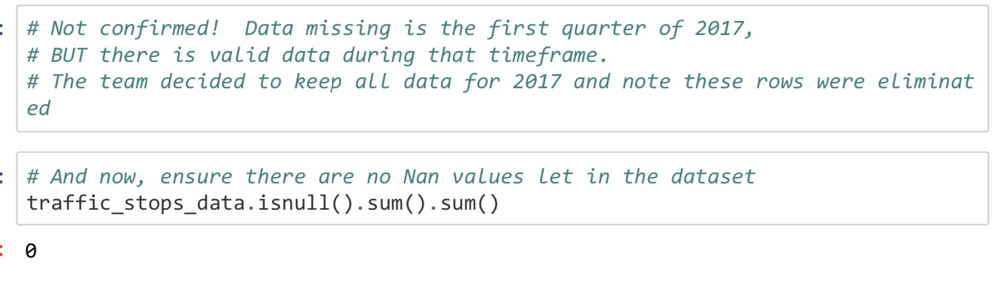 :
# Not confirmed!  Data missing is the first quarter of 2017,
# BUT there is valid data during that timeframe.
# The team decided to keep all data for 2017 and note these rows were eliminat
ed
:
# And now, ensure there are no Nan values let in the dataset
traffic_stops_data.isnull().sum().sum()
: 0